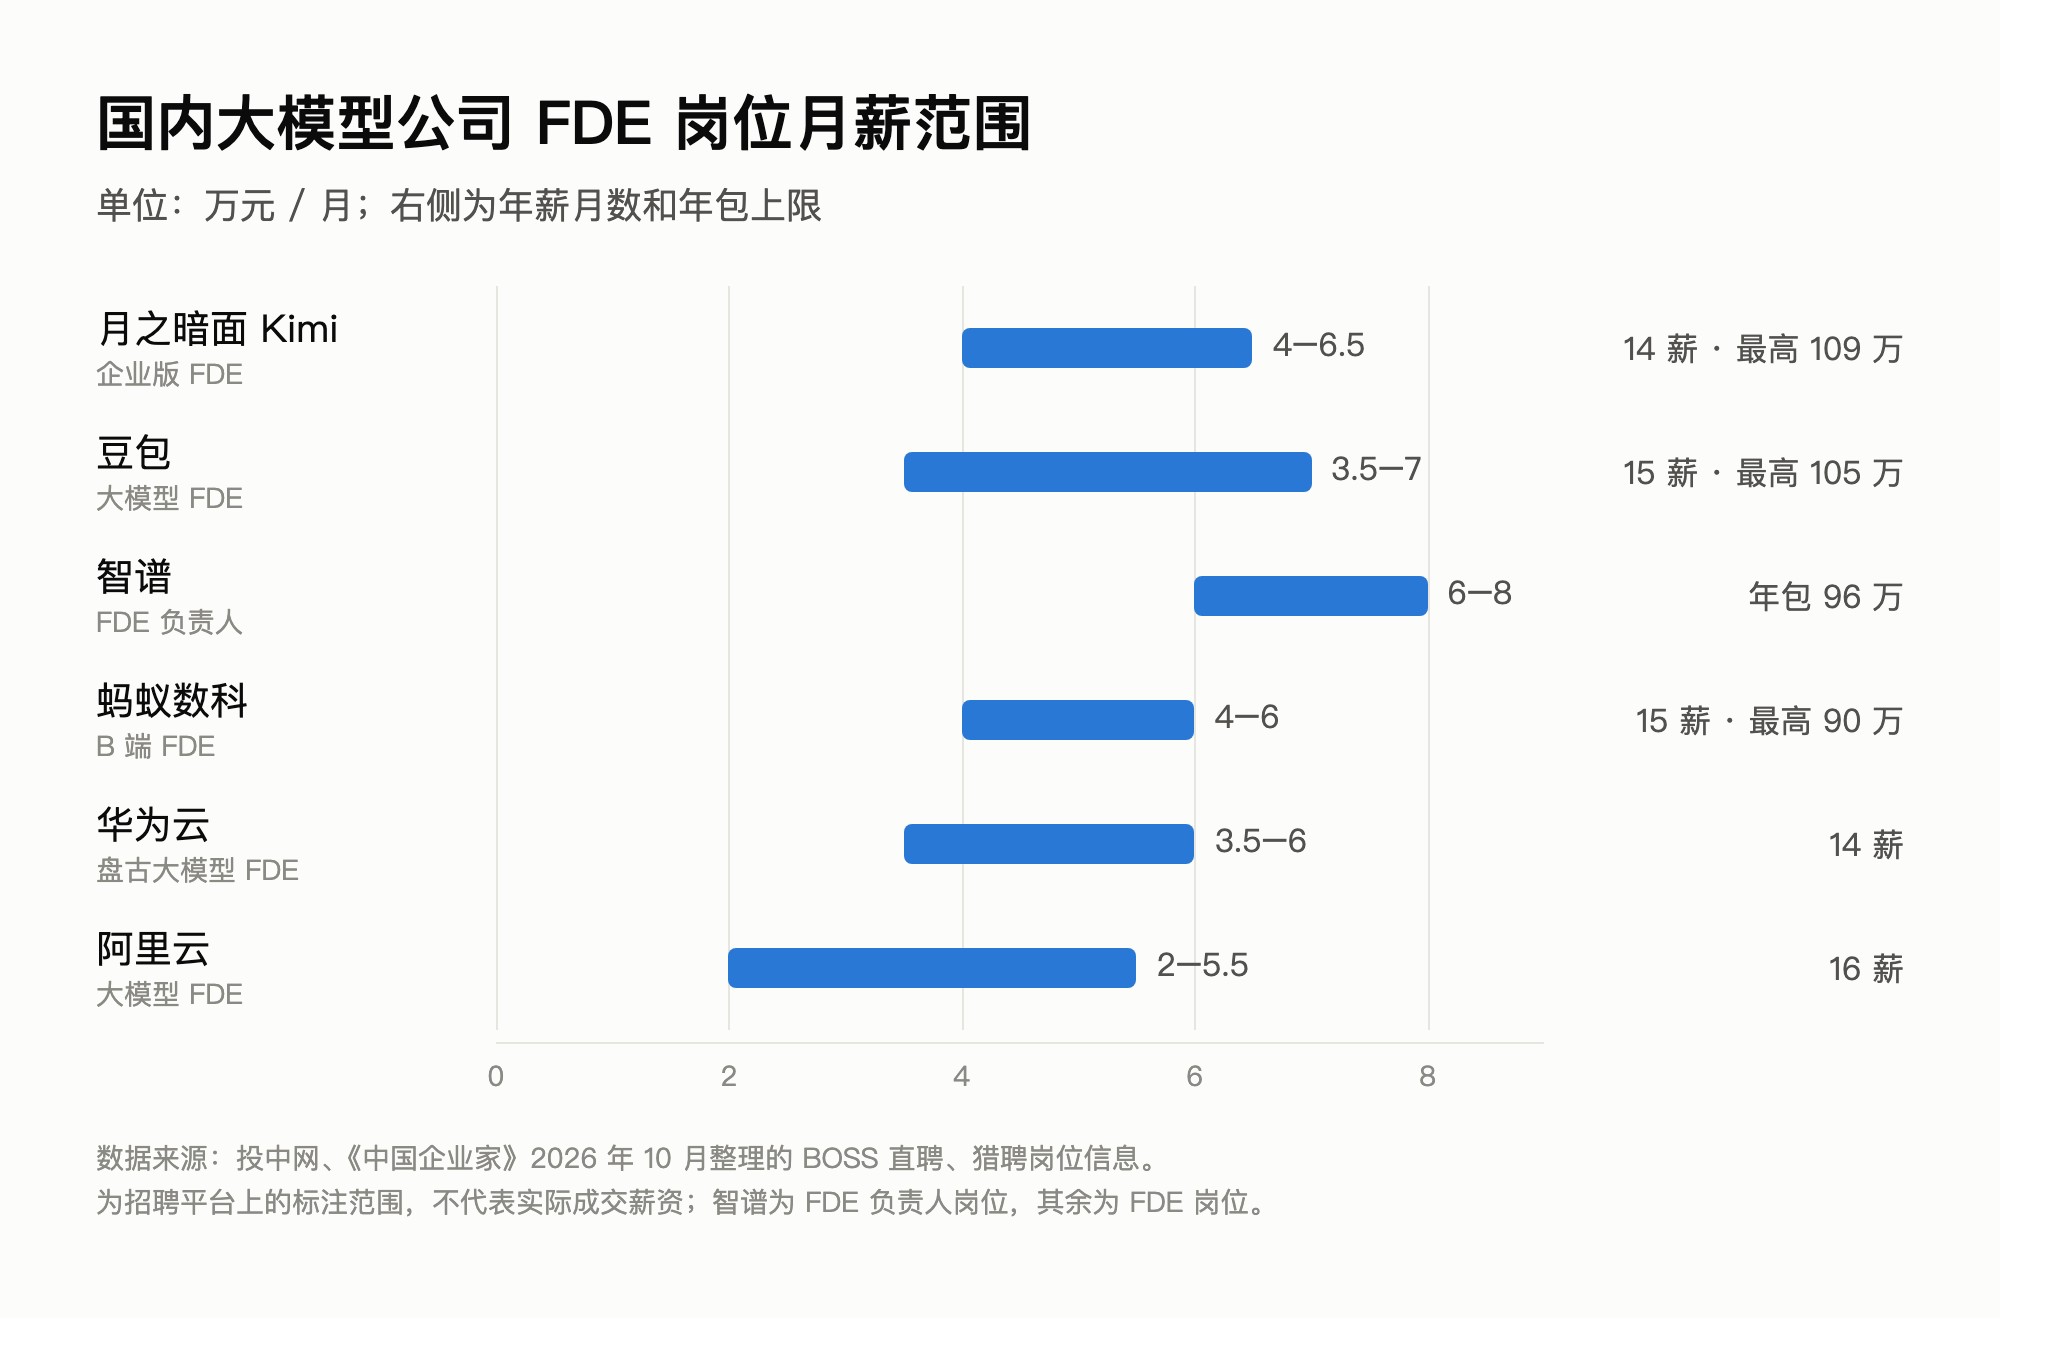 国内大模型公司 FDE 岗位月薪范围
单位：万元 / 月；右侧为年薪月数和年包上限
月之暗面 Kimi
企业版 FDE
4–6.5
14 薪 · 最高 109 万
豆包
大模型 FDE
3.5–7
15 薪 · 最高 105 万
智谱
FDE 负责人
6–8
年包 96 万
蚂蚁数科
B 端 FDE
4–6
15 薪 · 最高 90 万
华为云
盘古大模型 FDE
3.5–6
14 薪
阿里云
大模型 FDE
2–5.5
16 薪
0 2 4 6 8
数据来源：投中网、《中国企业家》2026 年 10 月整理的 BOSS 直聘、猎聘岗位信息。
为招聘平台上的标注范围，不代表实际成交薪资；智谱为 FDE 负责人岗位，其余为 FDE 岗位。